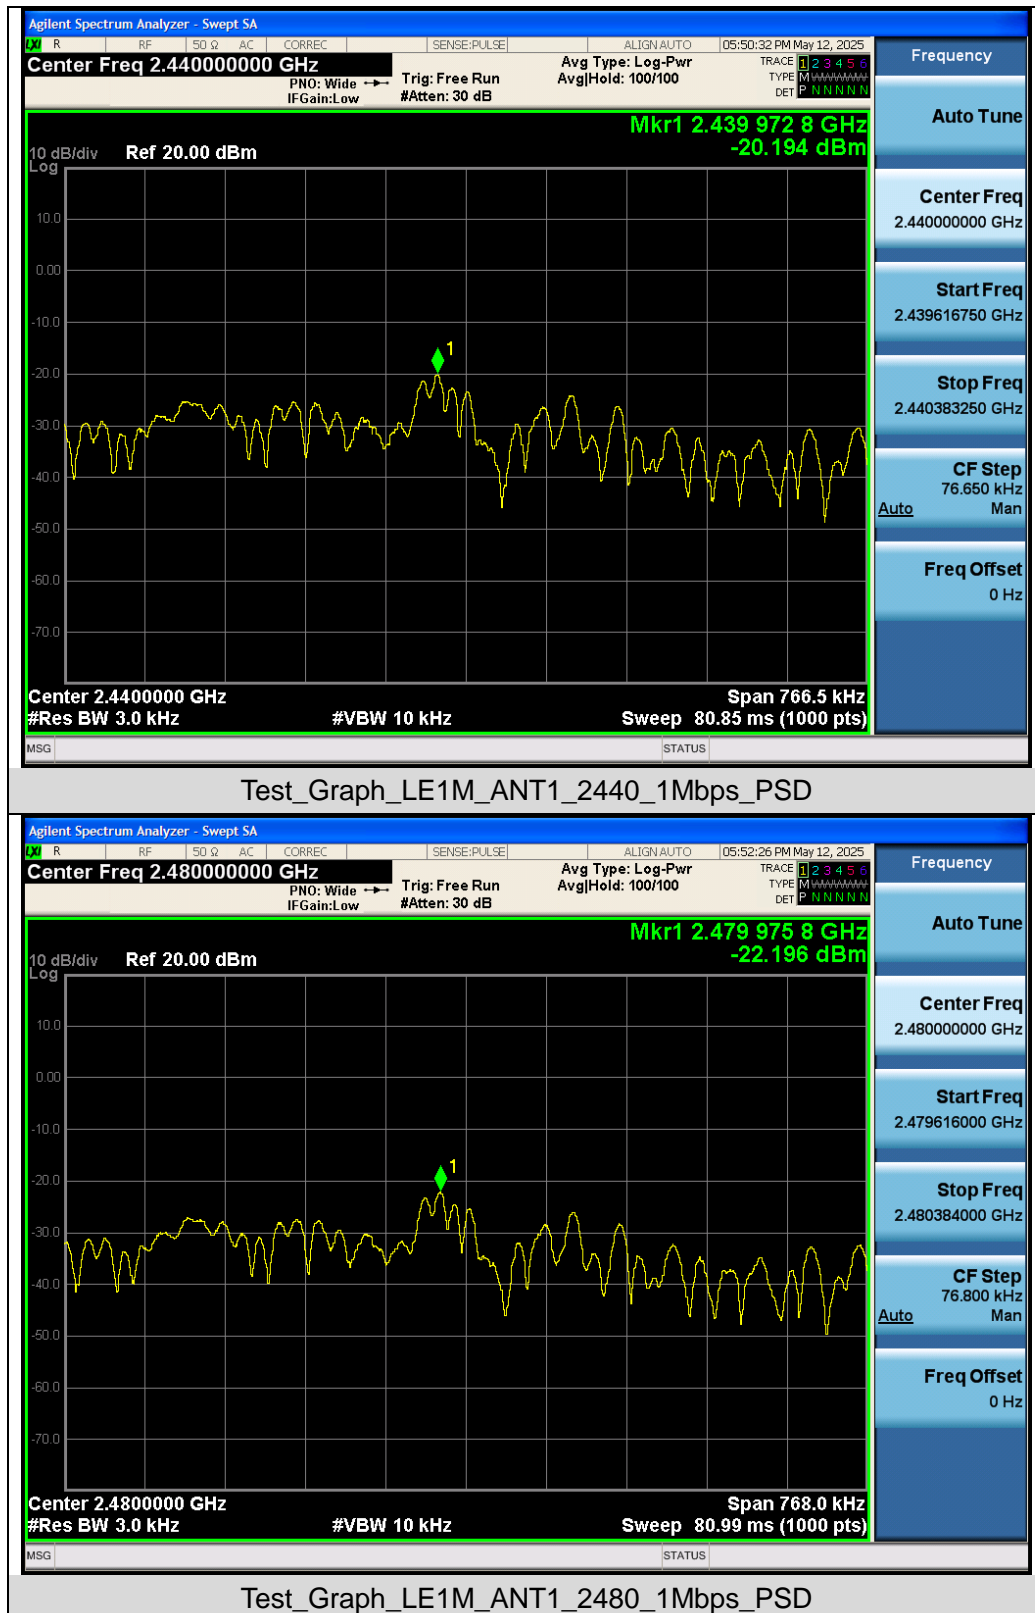 Agilent Spectrum Analyzer - Swept SA
LXI R RF 50 Ω AC CORREC SENSE:PULSE ALIGN AUTO 05:50:32 PM May 12, 2025
Center Freq 2.440000000 GHz
PNO: Wide
IFGain:Low
Trig: Free Run
#Atten: 30 dB
Avg Type: Log-Pwr
Avg|Hold: 100/100
TRACE 1 2 3 4 5 6
TYPE M WWWWW
DET P N N N N N
Mkr1 2.439 972 8 GHz
-20.194 dBm
10 dB/div Ref 20.00 dBm
Log
10.0
0.00
-10.0
-20.0
-30.0
-40.0
-50.0
-60.0
-70.0
1
Center 2.4400000 GHz Span 766.5 kHz
#Res BW 3.0 kHz #VBW 10 kHz Sweep 80.85 ms (1000 pts)
MSG STATUS
Frequency
Auto Tune
Center Freq
2.440000000 GHz
Start Freq
2.439616750 GHz
Stop Freq
2.440383250 GHz
CF Step
76.650 kHz
Auto Man
Freq Offset
0 Hz
Test_Graph_LE1M_ANT1_2440_1Mbps_PSD
Agilent Spectrum Analyzer - Swept SA
LXI R RF 50 Ω AC CORREC SENSE:PULSE ALIGN AUTO 05:52:26 PM May 12, 2025
Center Freq 2.480000000 GHz
PNO: Wide
IFGain:Low
Trig: Free Run
#Atten: 30 dB
Avg Type: Log-Pwr
Avg|Hold: 100/100
TRACE 1 2 3 4 5 6
TYPE M WWWWW
DET P N N N N N
Mkr1 2.479 975 8 GHz
-22.196 dBm
10 dB/div Ref 20.00 dBm
Log
10.0
0.00
-10.0
-20.0
-30.0
-40.0
-50.0
-60.0
-70.0
1
Center 2.4800000 GHz Span 768.0 kHz
#Res BW 3.0 kHz #VBW 10 kHz Sweep 80.99 ms (1000 pts)
MSG STATUS
Frequency
Auto Tune
Center Freq
2.480000000 GHz
Start Freq
2.479616000 GHz
Stop Freq
2.480384000 GHz
CF Step
76.800 kHz
Auto Man
Freq Offset
0 Hz
Test_Graph_LE1M_ANT1_2480_1Mbps_PSD